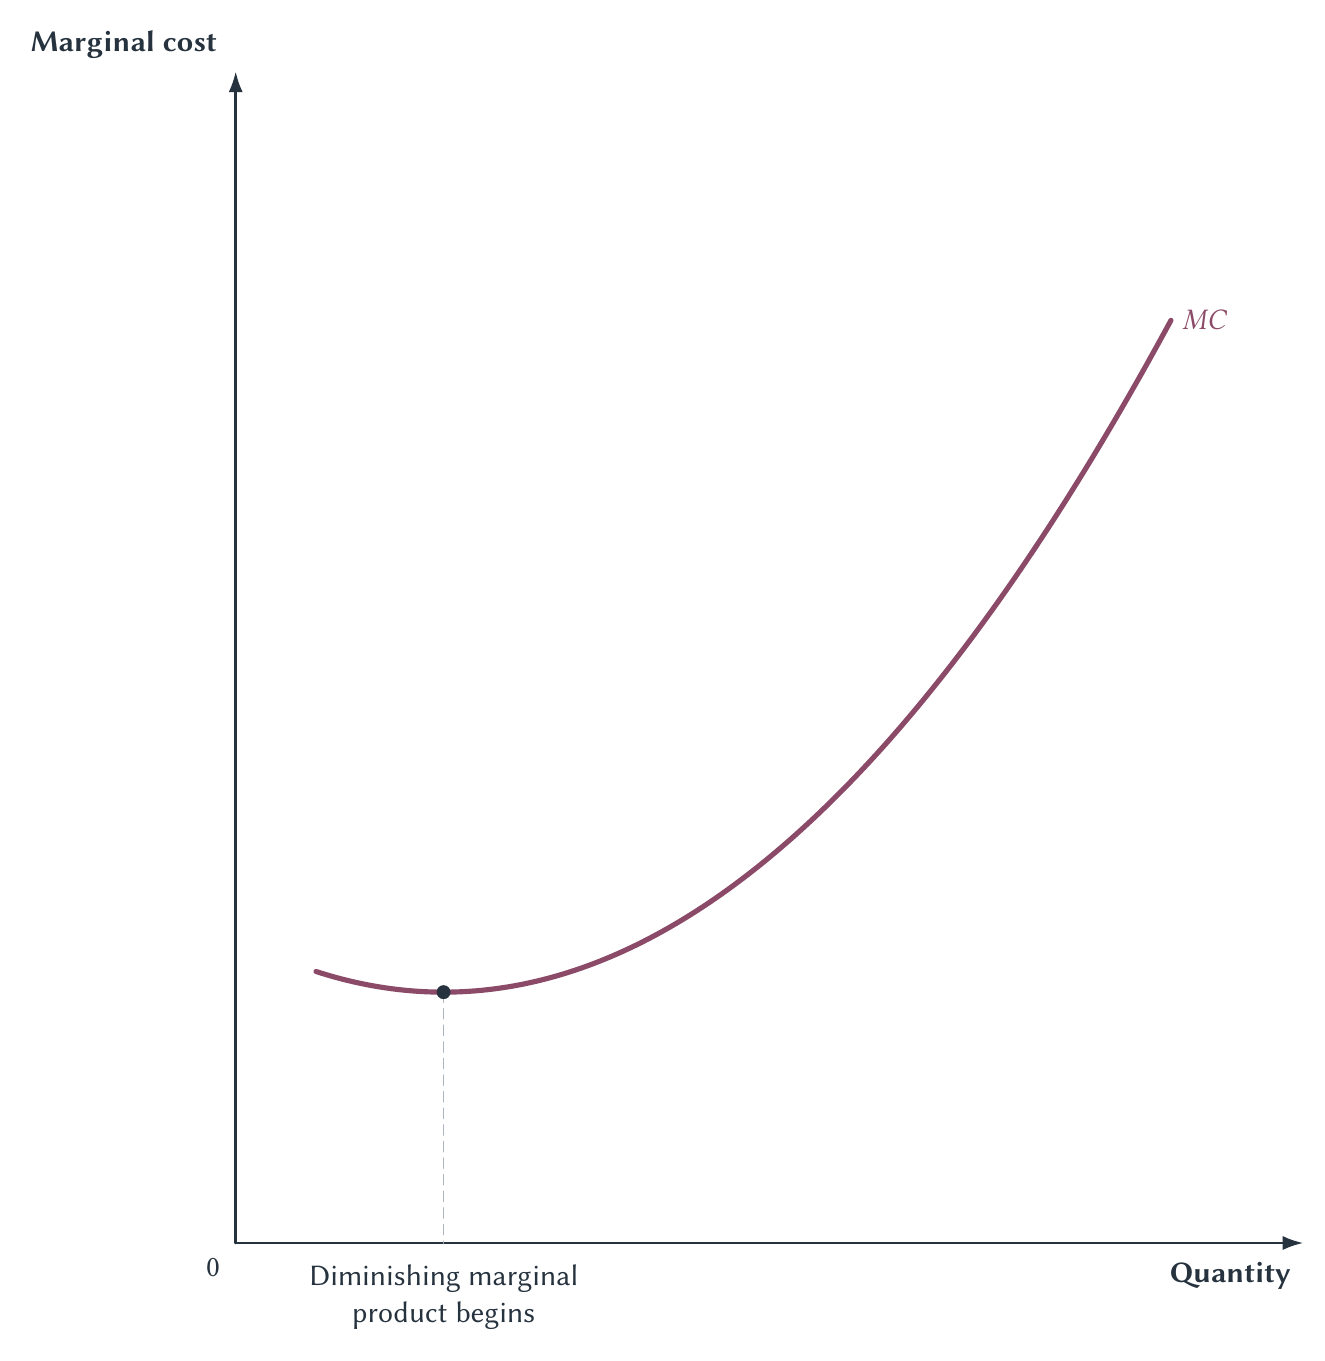 Marginal cost
MC
0
Diminishing marginal
product begins
Quantity